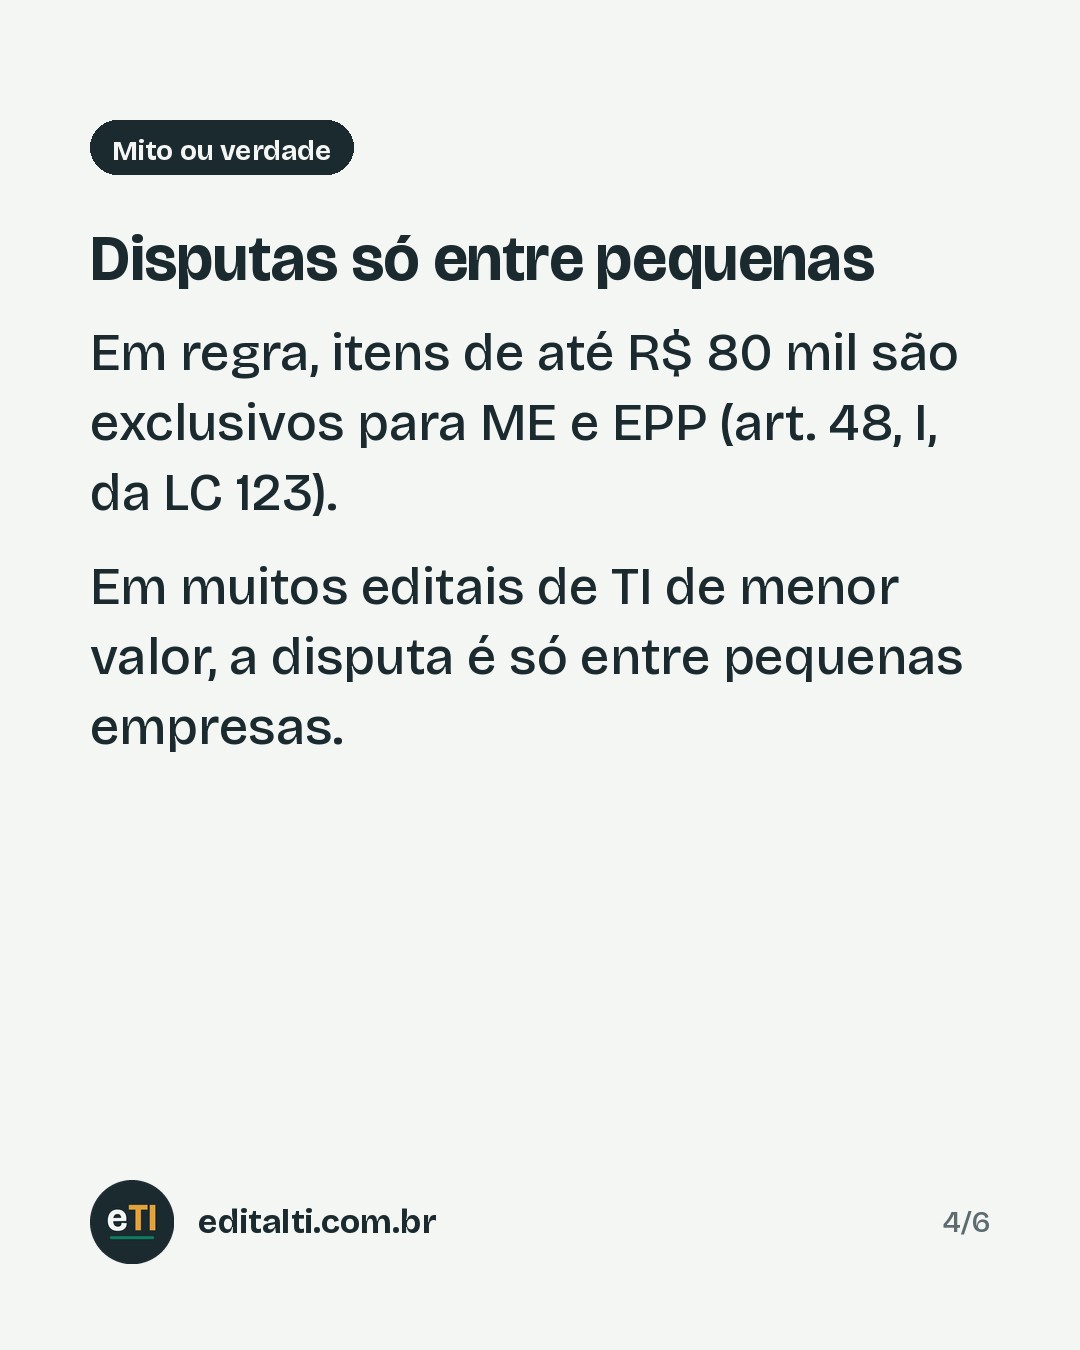 Mito ou verdade
Disputas só entre pequenas
Em regra, itens de até R$ 80 mil são
exclusivos para ME e EPP (art. 48, I,
da LC 123).
Em muitos editais de TI de menor
valor, a disputa é só entre pequenas
empresas.
eTI
editalti.com.br
4/6